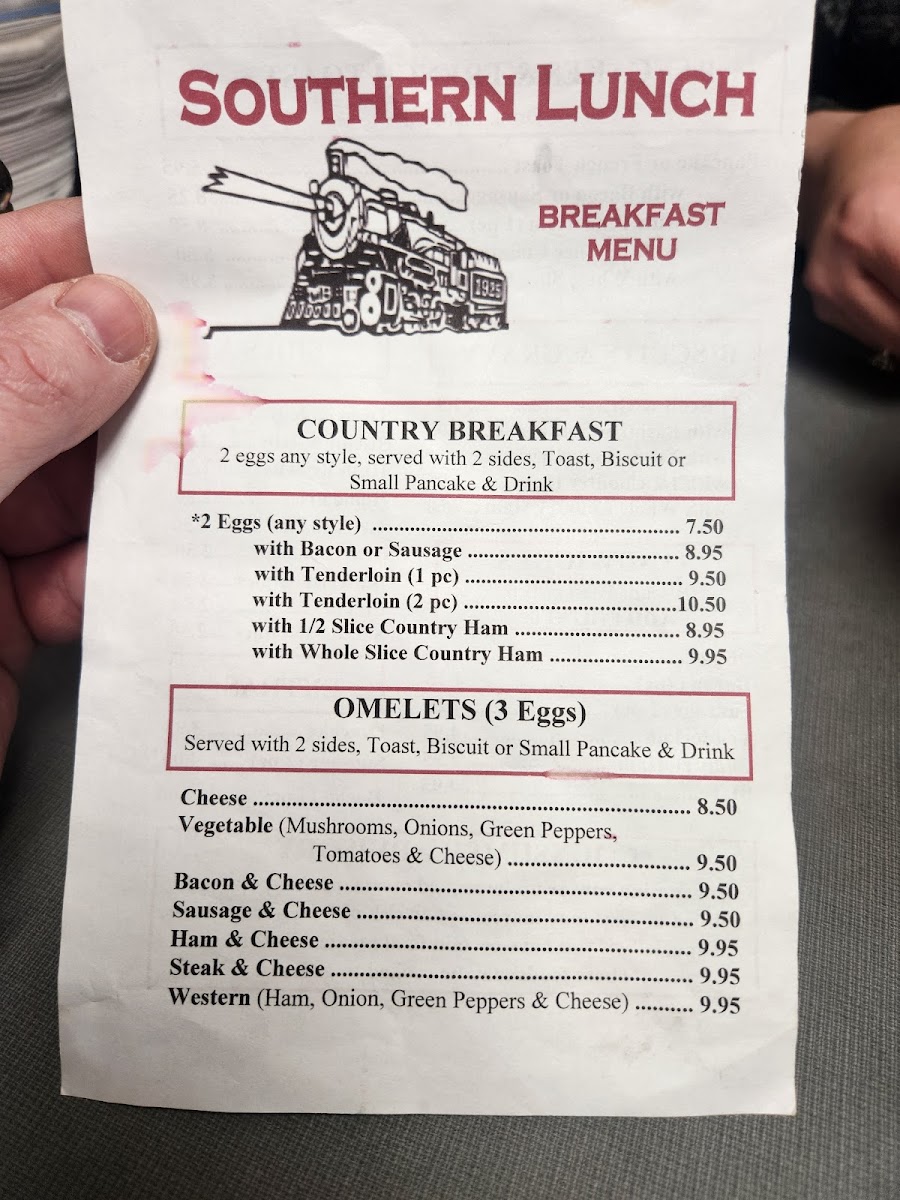 SOUTHERN LUNCH
BREAKFAST
MENU
1925
COUNTRY BREAKFAST
2 eggs any style, served with 2 sides, Toast, Biscuit or
Small Pancake & Drink
*2 Eggs (any style) .......... 7.50
with Bacon or Sausage .......... 8.95
with Tenderloin (1 pc) .......... 9.50
with Tenderloin (2 pc) .......... 10.50
with 1/2 Slice Country Ham .......... 8.95
with Whole Slice Country Ham .......... 9.95
OMELETS (3 Eggs)
Served with 2 sides, Toast, Biscuit or Small Pancake & Drink
Cheese .......... 8.50
Vegetable (Mushrooms, Onions, Green Peppers,
Tomatoes & Cheese) .......... 9.50
Bacon & Cheese .......... 9.50
Sausage & Cheese .......... 9.50
Ham & Cheese .......... 9.95
Steak & Cheese .......... 9.95
Western (Ham, Onion, Green Peppers & Cheese) .......... 9.95